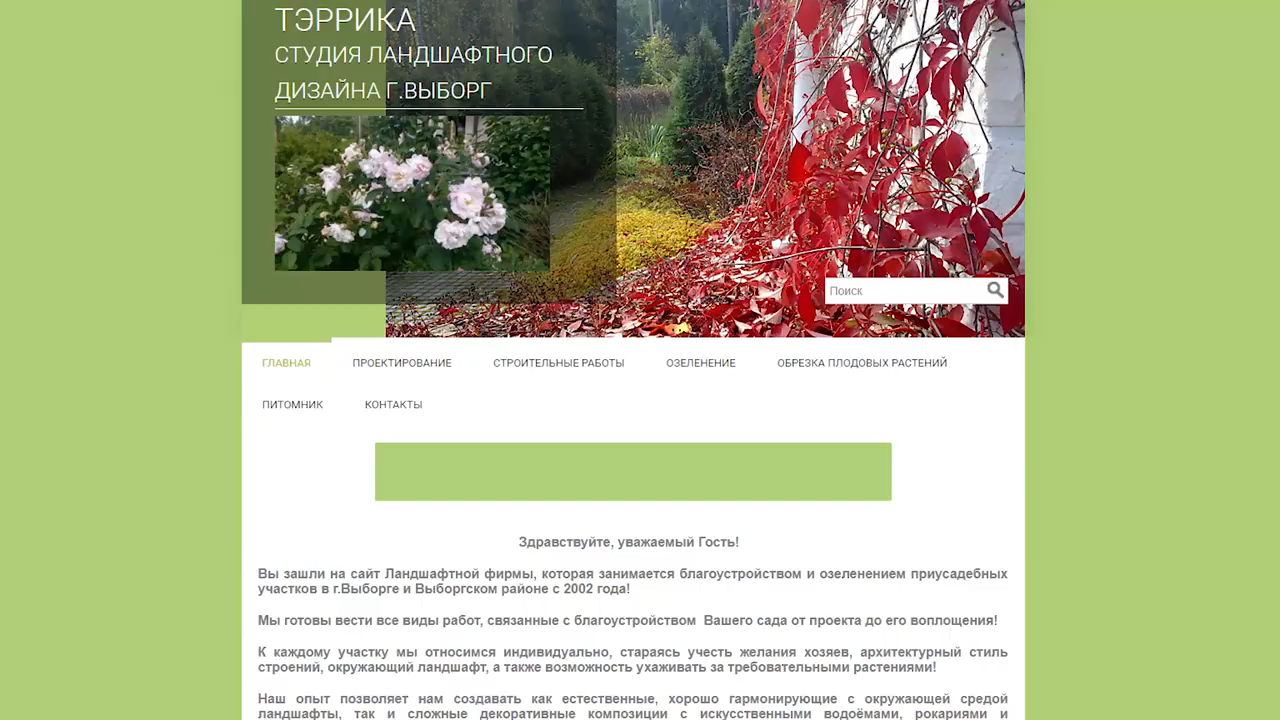 ТЭРРИКА
СТУДИЯ ЛАНДШАФТНОГО
ДИЗАЙНА Г.ВЫБОРГ
Поиск
ГЛАВНАЯ ПРОЕКТИРОВАНИЕ СТРОИТЕЛЬНЫЕ РАБОТЫ ОЗЕЛЕНЕНИЕ ОБРЕЗКА ПЛОДОВЫХ РАСТЕНИЙ
ПИТОМНИК КОНТАКТЫ
Здравствуйте, уважаемый Гость!
Вы зашли на сайт Ландшафтной фирмы, которая занимается благоустройством и озеленением приусадебных
участков в г.Выборге и Выборгском районе с 2002 года!
Мы готовы вести все виды работ, связанные с благоустройством Вашего сада от проекта до его воплощения!
К каждому участку мы относимся индивидуально, стараясь учесть желания хозяев, архитектурный стиль
строений, окружающий ландшафт, а также возможность ухаживать за требовательными растениями!
Наш опыт позволяет нам создавать как естественные, хорошо гармонирующие с окружающей средой
ландшафты, так и сложные декоративные композиции с искусственными водоёмами, рокариями и